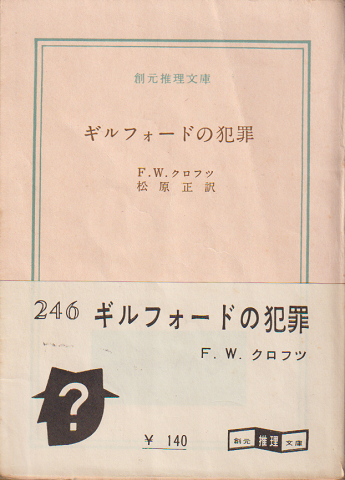 創元推理文庫
ギルフォードの犯罪
F.W.クロフツ
松原正訳
246 ギルフォードの犯罪
F. W. クロフツ
?
¥ 140
創元 推理 文庫